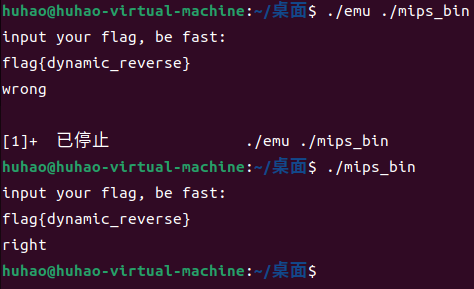 huhao@huhao-virtual-machine:~/桌面$ ./emu ./mips_bin
input your flag, be fast:
flag{dynamic_reverse}
wrong
[1]+  已停止                  ./emu ./mips_bin
huhao@huhao-virtual-machine:~/桌面$ ./mips_bin
input your flag, be fast:
flag{dynamic_reverse}
right
huhao@huhao-virtual-machine:~/桌面$